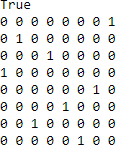 True
0 0 0 0 0 0 0 1
0 1 0 0 0 0 0 0
0 0 0 1 0 0 0 0
1 0 0 0 0 0 0 0
0 0 0 0 0 0 1 0
0 0 0 0 1 0 0 0
0 0 1 0 0 0 0 0
0 0 0 0 0 1 0 0